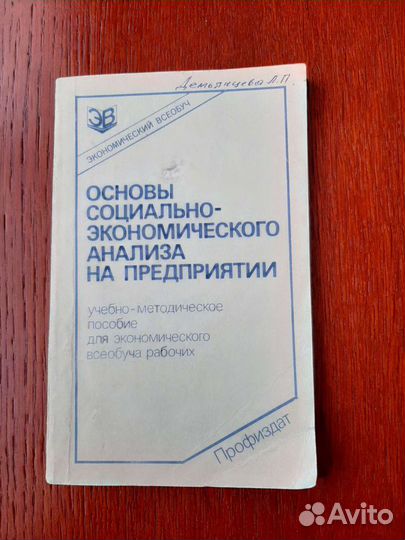 Демьянцева А.П.
ЭВ
ЭКОНОМИЧЕСКИЙ ВСЕОБУЧ
ОСНОВЫ
СОЦИАЛЬНО-
ЭКОНОМИЧЕСКОГО
АНАЛИЗА
НА ПРЕДПРИЯТИИ
учебно-методическое
пособие
для экономического
всеобуча рабочих
Профиздат
Avito